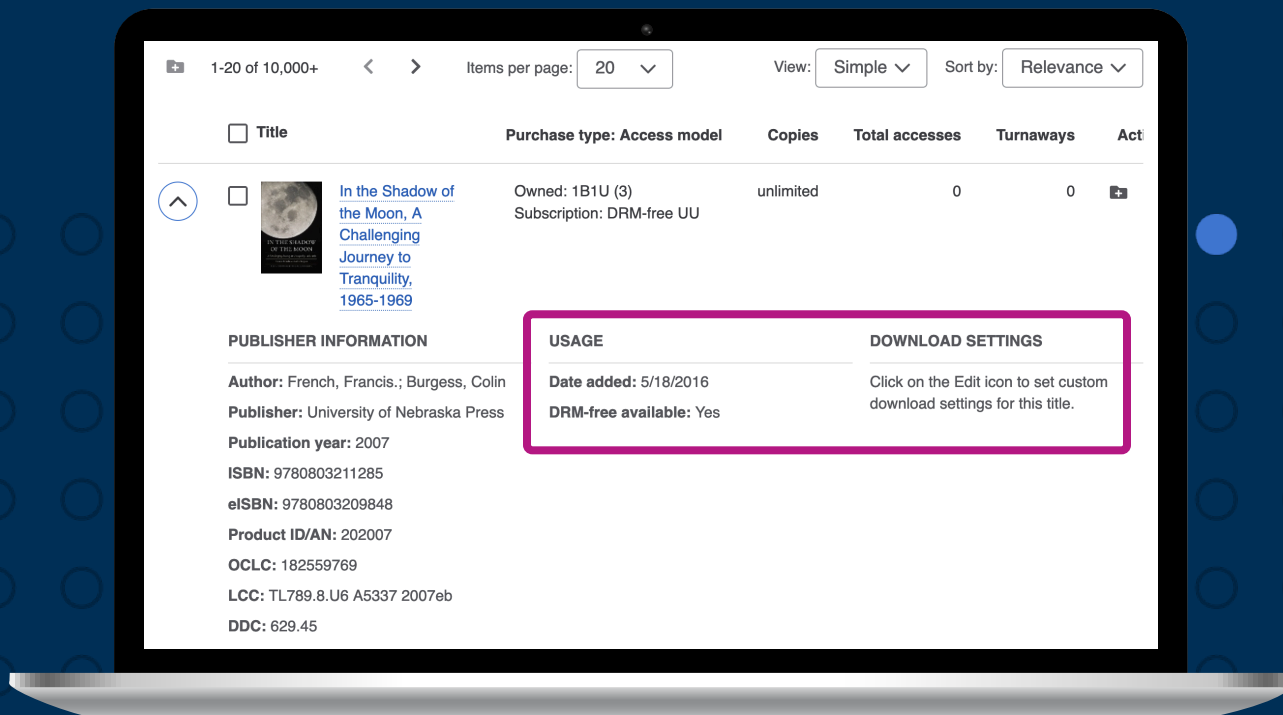 1-20 of 10,000+ Items per page: 20 View: Simple Sort by: Relevance
Title Purchase type: Access model Copies Total accesses Turnaways Acti
In the Shadow of
the Moon, A
Challenging
Journey to
Tranquility,
1965-1969
IN THE SHADOW
OF THE MOON
Owned: 1B1U (3) unlimited 0 0
Subscription: DRM-free UU
PUBLISHER INFORMATION
Author: French, Francis.; Burgess, Colin
Publisher: University of Nebraska Press
Publication year: 2007
ISBN: 9780803211285
eISBN: 9780803209848
Product ID/AN: 202007
OCLC: 182559769
LCC: TL789.8.U6 A5337 2007eb
DDC: 629.45
USAGE
Date added: 5/18/2016
DRM-free available: Yes
DOWNLOAD SETTINGS
Click on the Edit icon to set custom
download settings for this title.